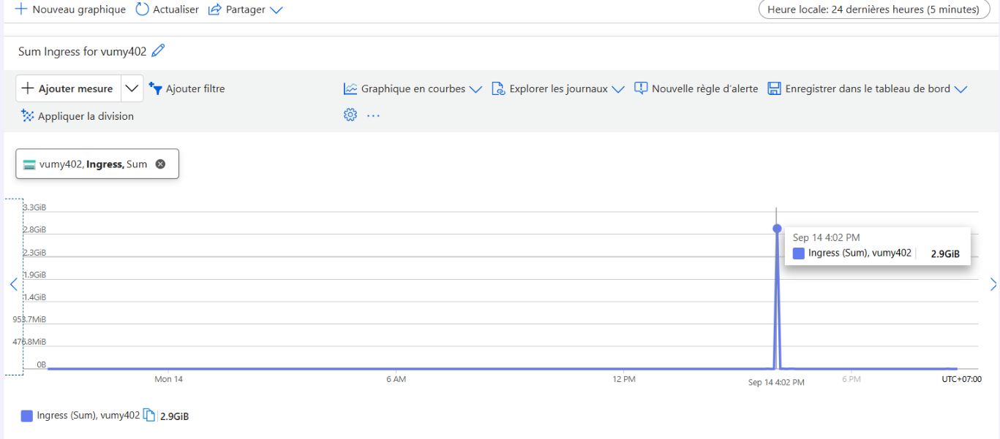 Nouveau graphique Actualiser Partager Heure locale: 24 dernières heures (5 minutes)
Sum Ingress for vumy402
Ajouter mesure Ajouter filtre Graphique en courbes Explorer les journaux Nouvelle règle d'alerte Enregistrer dans le tableau de bord
Appliquer la division ...
vumy402, Ingress, Sum
3.3GiB
2.8GiB
2.3GiB
1.9GiB
1.4GiB
953.7MiB
476.8MiB
0B
Sep 14 4:02 PM
Ingress (Sum), vumy402 2.9GiB
Mon 14 6 AM 12 PM Sep 14 4:02 PM 6 PM UTC+07:00
Ingress (Sum), vumy402 2.9GiB